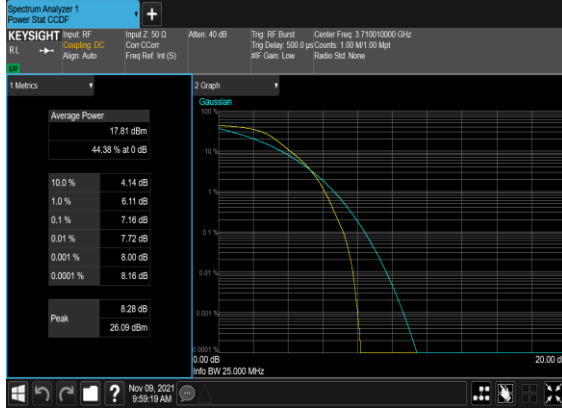 Spectrum Analyzer 1
Power Stat CCDF
+
KEYSIGHT
R L
Input: RF
Coupling: DC
Align: Auto
Input Z: 50 Ω
Corr CCorr
Freq Ref: Int (S)
Atten: 40 dB
Trig: RF Burst
Trig Delay: 500.0 µs
#IF Gain: Low
Center Freq: 3.710010000 GHz
Counts: 1.00 M/1.00 Mpt
Radio Std: None
1 Metrics
Average Power
17.81 dBm
44.38 % at 0 dB
10.0 % 4.14 dB
1.0 % 6.11 dB
0.1 % 7.16 dB
0.01 % 7.72 dB
0.001 % 8.00 dB
0.0001 % 8.16 dB
Peak
8.28 dB
26.09 dBm
2 Graph
Gaussian
100 %
10 %
1 %
0.1 %
0.01 %
0.001 %
0.0001 %
0.00 dB
20.00 d
Info BW 25.000 MHz
?
Nov 09, 2021
9:59:19 AM